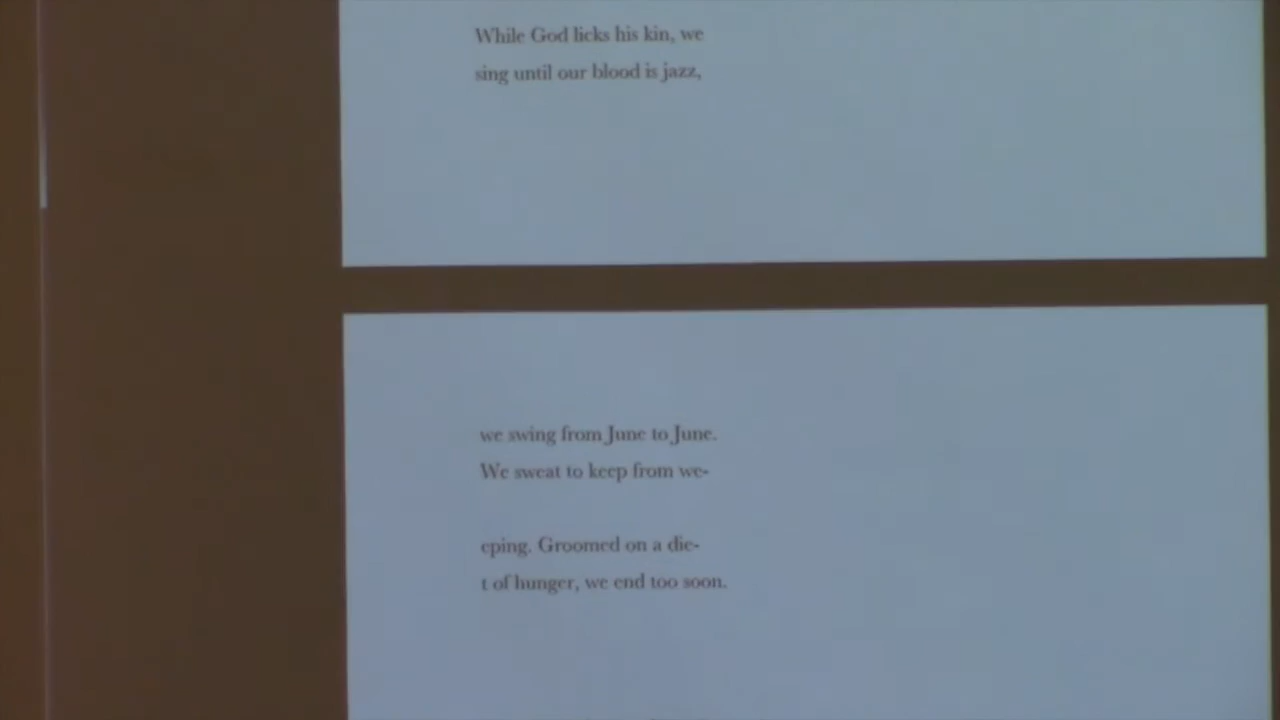 While God licks his kin, we
sing until our blood is jazz,
we swing from June to June.
We sweat to keep from we-
eping. Groomed on a die-
t of hunger, we end too soon.